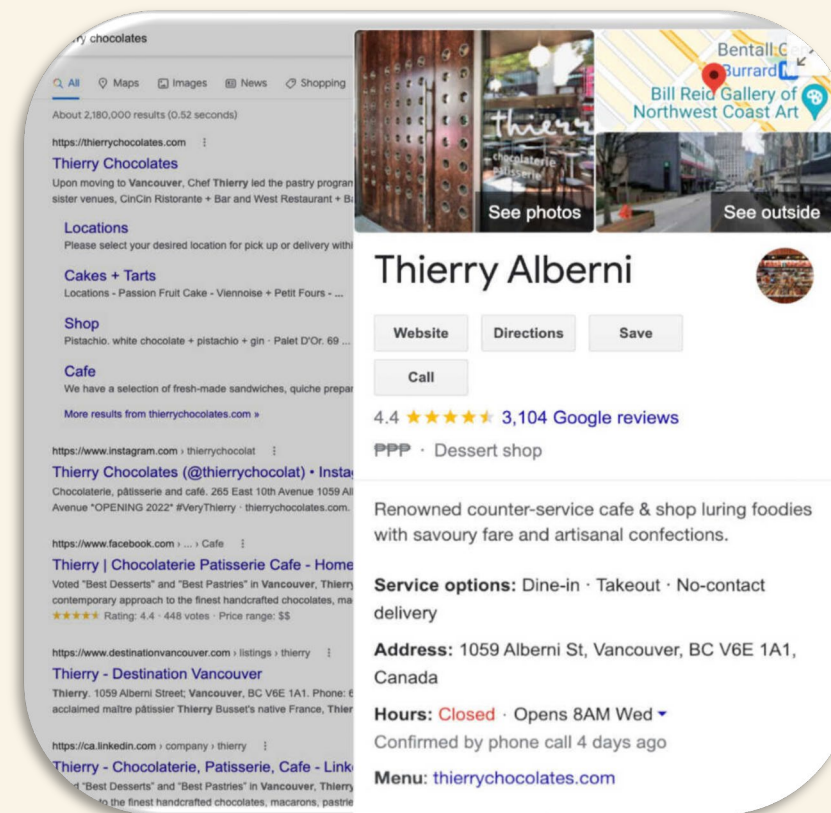 chocolates
All Maps Images News Shopping
About 2,180,000 results (0.52 seconds)
https://thierrychocolates.com
Thierry Chocolates
Upon moving to Vancouver, Chef Thierry led the pastry program
sister venues, CinCin Ristorante + Bar and West Restaurant +
Locations
Please select your desired location for pick up or delivery
Cakes + Tarts
Locations - Passion Fruit Cake - Viennoise + Petit Fours - ...
Shop
Pistachio. white chocolate + pistachio + gin · Palet D'Or. 69 ...
Cafe
We have a selection of fresh-made sandwiches, quiche
More results from thierrychocolates.com »
https://www.instagram.com › thierrychocolat
Thierry Chocolates (@thierrychocolat) •
Chocolaterie, pâtisserie and café. 265 East 10th Avenue 1059
Avenue *OPENING 2022* #VeryThierry · thierrychocolates.com.
https://www.facebook.com › ... › Cafe
Thierry | Chocolaterie Patisserie Cafe - Home
Voted "Best Desserts" and "Best Pastries" in Vancouver, Thierry
contemporary approach to the finest handcrafted chocolates,
Rating: 4.4 · 448 votes · Price range: $$
https://www.destinationvancouver.com › listings › thierry
Thierry - Destination Vancouver
Thierry. 1059 Alberni Street; Vancouver, BC V6E 1A1. Phone:
acclaimed maître pâtissier Thierry Busset's native France,
https://ca.linkedin.com › company › thierry
Thierry - Chocolaterie, Patisserie, Cafe -
"Best Desserts" and "Best Pastries" in Vancouver, Thierry
to the finest handcrafted chocolates, macarons,
thierr
chocolaterie
patisserie
See photos
Bentall
Burrard
Bill Reid Gallery of
Northwest Coast Art
See outside
Thierry Alberni
Website Directions Save
Call
4.4 3,104 Google reviews
₱₱₱ · Dessert shop
Renowned counter-service cafe & shop luring foodies
with savoury fare and artisanal confections.
Service options: Dine-in · Takeout · No-contact
delivery
Address: 1059 Alberni St, Vancouver, BC V6E 1A1,
Canada
Hours: Closed · Opens 8AM Wed
Confirmed by phone call 4 days ago
Menu: thierrychocolates.com